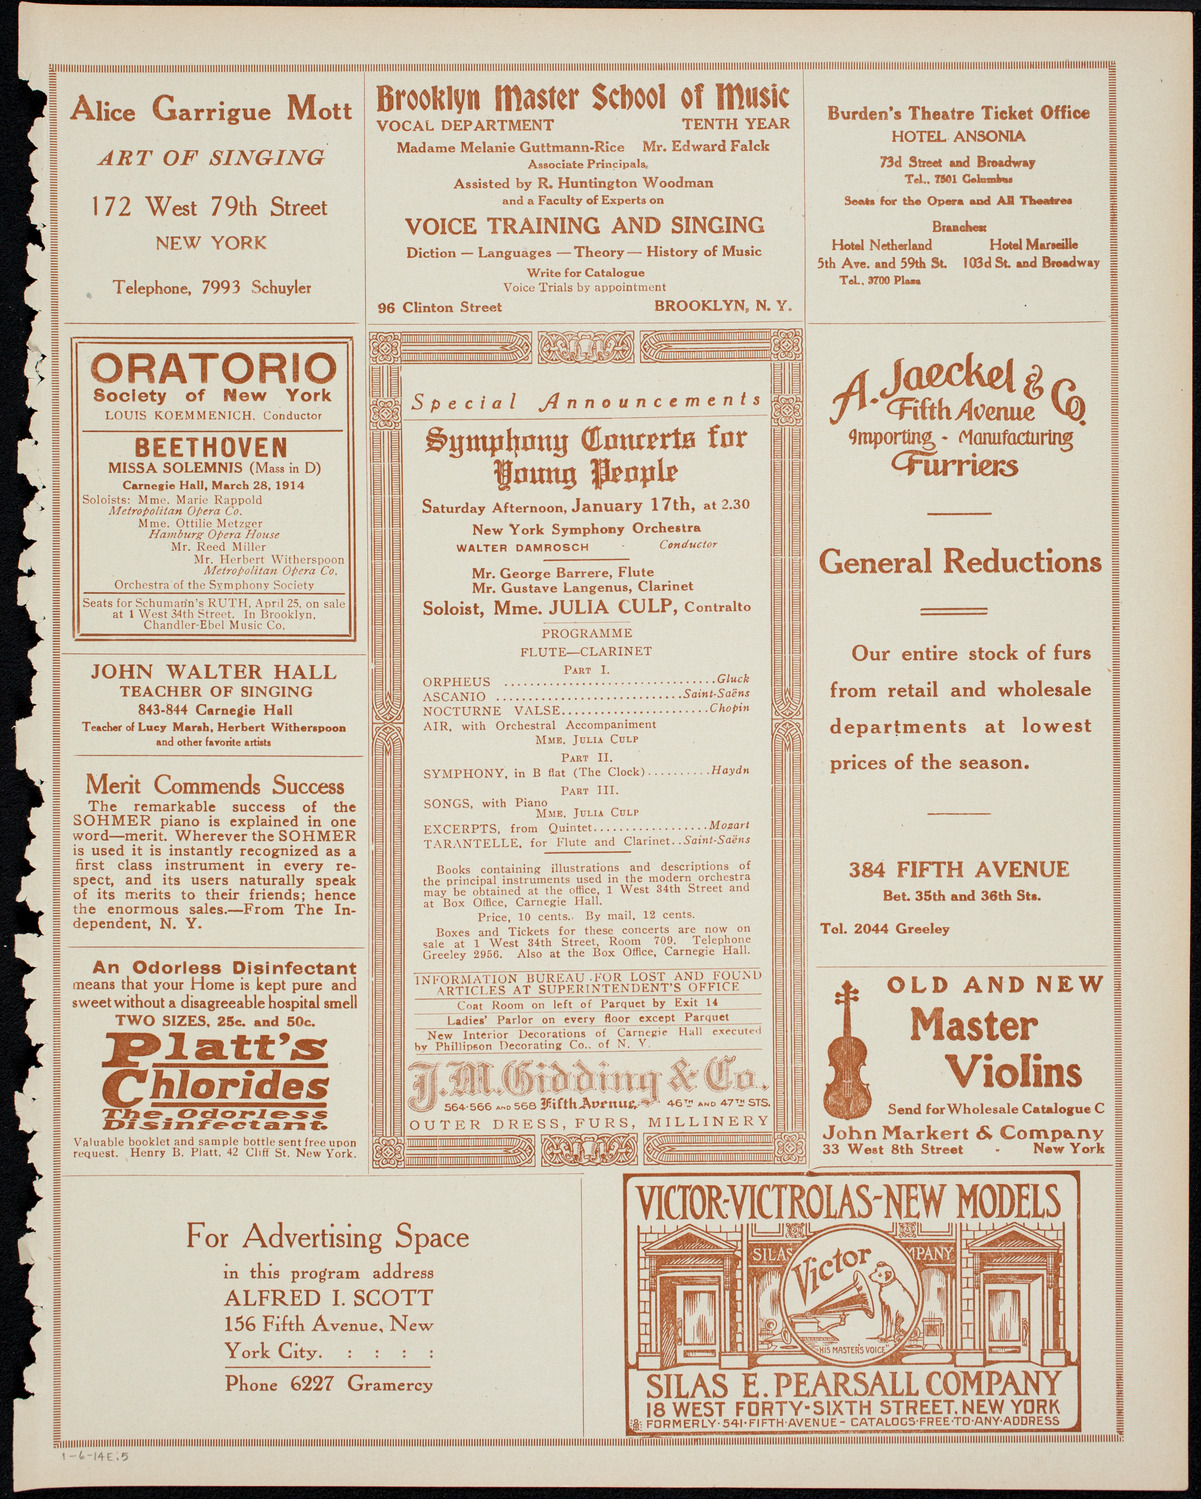 Alice Garrigue Mott
ART OF SINGING
172 West 79th Street
NEW YORK
Telephone, 7993 Schuyler
Brooklyn Master School of Music
VOCAL DEPARTMENT TENTH YEAR
Madame Melanie Guttmann-Rice Mr. Edward Falck
Associate Principals,
Assisted by R. Huntington Woodman
and a Faculty of Experts on
VOICE TRAINING AND SINGING
Diction — Languages — Theory — History of Music
Write for Catalogue
Voice Trials by appointment
96 Clinton Street BROOKLYN, N. Y.
Burden's Theatre Ticket Office
HOTEL ANSONIA
73d Street and Broadway
Tel., 7501 Columbus
Seats for the Opera and All Theatres
Branches:
Hotel Netherland Hotel Marseille
5th Ave. and 59th St. 103d St. and Broadway
Tel., 3700 Plaza
ORATORIO
Society of New York
LOUIS KOEMMENICH, Conductor
BEETHOVEN
MISSA SOLEMNIS (Mass in D)
Carnegie Hall, March 28, 1914
Soloists: Mme. Marie Rappold
Metropolitan Opera Co.
Mme. Ottilie Metzger
Hamburg Opera House
Mr. Reed Miller
Mr. Herbert Witherspoon
Metropolitan Opera Co.
Orchestra of the Symphony Society
Seats for Schumann's RUTH, April 25, on sale
at 1 West 34th Street. In Brooklyn,
Chandler-Ebel Music Co.
JOHN WALTER HALL
TEACHER OF SINGING
843-844 Carnegie Hall
Teacher of Lucy Marsh, Herbert Witherspoon
and other favorite artists
Merit Commends Success
The remarkable success of the
SOHMER piano is explained in one
word—merit. Wherever the SOHMER
is used it is instantly recognized as a
first class instrument in every re-
spect, and its users naturally speak
of its merits to their friends; hence
the enormous sales.—From The In-
dependent, N. Y.
An Odorless Disinfectant
means that your Home is kept pure and
sweet without a disagreeable hospital smell
TWO SIZES, 25c. and 50c.
Platt's
Chlorides
The Odorless
Disinfectant.
Valuable booklet and sample bottle sent free upon
request. Henry B. Platt, 42 Cliff St. New York.
Special Announcements
Symphony Concerts for
Young People
Saturday Afternoon, January 17th, at 2.30
New York Symphony Orchestra
WALTER DAMROSCH - Conductor
Mr. George Barrere, Flute
Mr. Gustave Langenus, Clarinet
Soloist, Mme. JULIA CULP, Contralto
PROGRAMME
FLUTE—CLARINET
PART I.
ORPHEUS ................................Gluck
ASCANIO ............................Saint-Saëns
NOCTURNE VALSE......................Chopin
AIR, with Orchestral Accompaniment
MME. JULIA CULP
PART II.
SYMPHONY, in B flat (The Clock)..........Haydn
PART III.
SONGS, with Piano
MME. JULIA CULP
EXCERPTS, from Quintet..................Mozart
TARANTELLE, for Flute and Clarinet..Saint-Saëns
Books containing illustrations and descriptions of
the principal instruments used in the modern orchestra
may be obtained at the office, 1 West 34th Street and
at Box Office, Carnegie Hall.
Price, 10 cents.. By mail, 12 cents.
Boxes and Tickets for these concerts are now on
sale at 1 West 34th Street, Room 709. Telephone
Greeley 2956. Also at the Box Office, Carnegie Hall.
INFORMATION BUREAU FOR LOST AND FOUND
ARTICLES AT SUPERINTENDENT'S OFFICE
Coat Room on left of Parquet by Exit 14
Ladies' Parlor on every floor except Parquet
New Interior Decorations of Carnegie Hall executed
by Phillipson Decorating Co., of N. Y.
J.M. Gidding & Co.
564-566 AND 568 Fifth Avenue, 46TH AND 47TH STS.
OUTER DRESS, FURS, MILLINERY
A. Jaeckel & Co.
Fifth Avenue
Importing - Manufacturing
Furriers
General Reductions
Our entire stock of furs
from retail and wholesale
departments at lowest
prices of the season.
384 FIFTH AVENUE
Bet. 35th and 36th Sts.
Tel. 2044 Greeley
OLD AND NEW
Master
Violins
Send for Wholesale Catalogue C
John Markert & Company
33 West 8th Street - New York
For Advertising Space
in this program address
ALFRED I. SCOTT
156 Fifth Avenue, New
York City. : : : :
Phone 6227 Gramercy
VICTOR-VICTROLAS-NEW MODELS
SILAS MPANY
Victor
"HIS MASTER'S VOICE"
SILAS E. PEARSALL COMPANY
18 WEST FORTY-SIXTH STREET, NEW YORK
FORMERLY·541·FIFTH·AVENUE - CATALOGS·FREE·TO·ANY·ADDRESS
1-6-14E:5